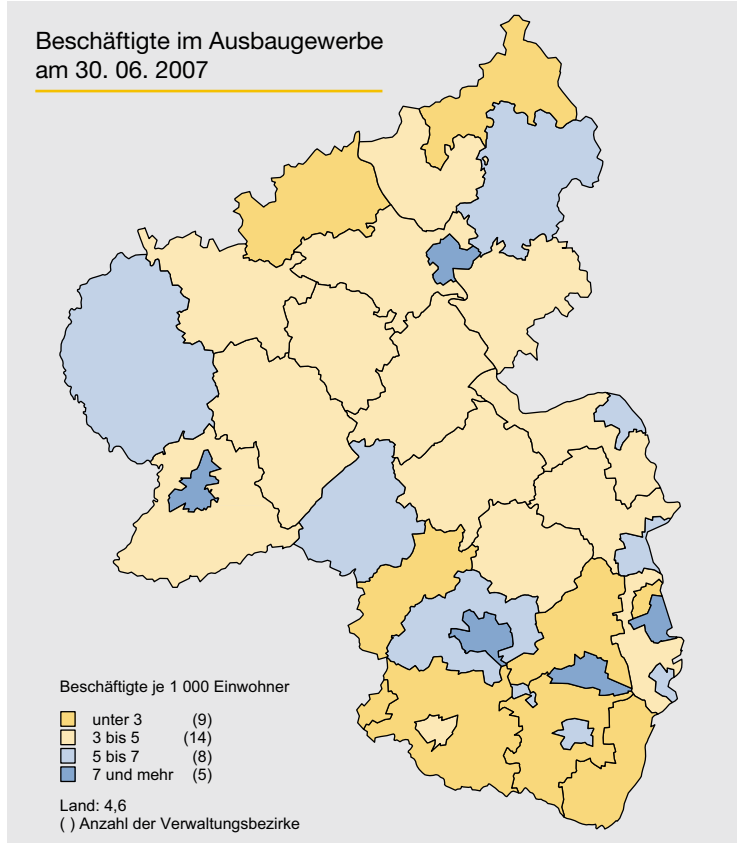 Beschäftigte im Ausbaugewerbe
am 30. 06. 2007
Beschäftigte je 1 000 Einwohner
unter 3 (9)
3 bis 5 (14)
5 bis 7 (8)
7 und mehr (5)
Land: 4,6
( ) Anzahl der Verwaltungsbezirke